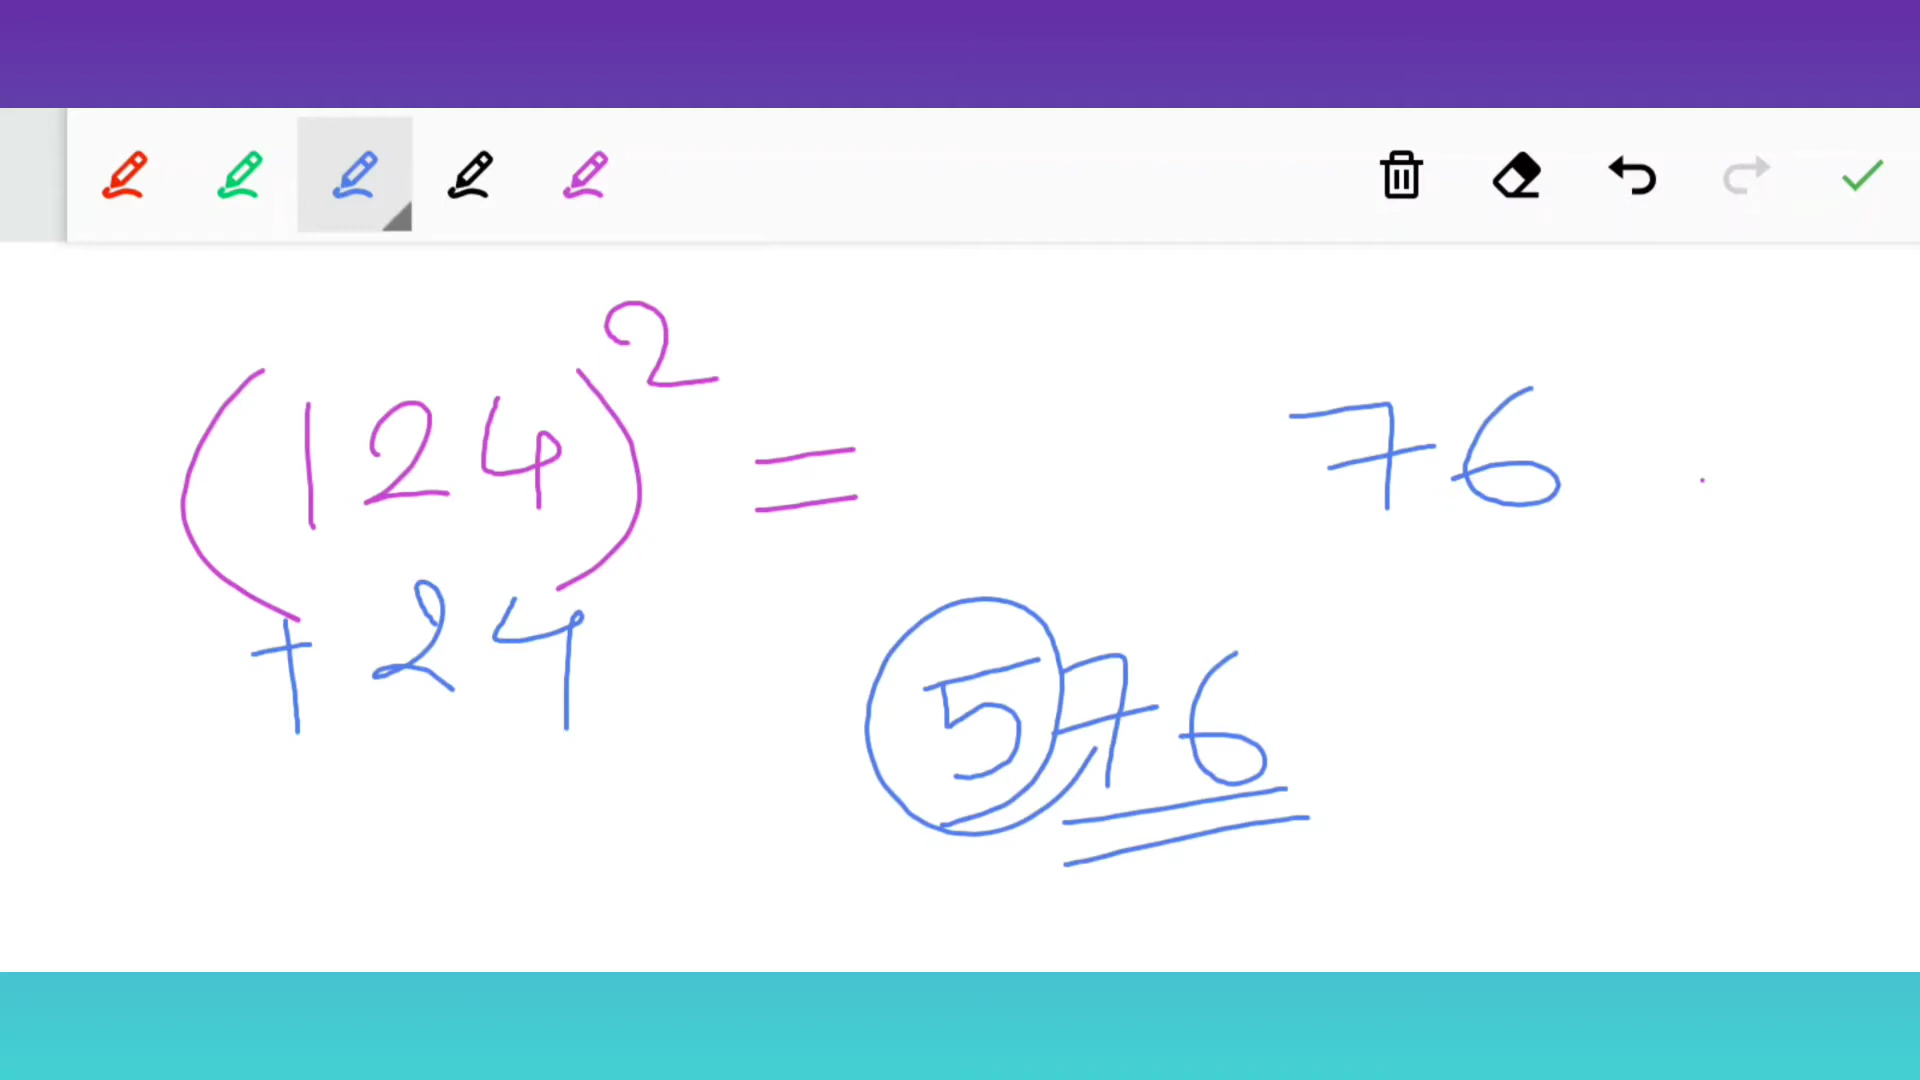 (124)² = 76
+24
576